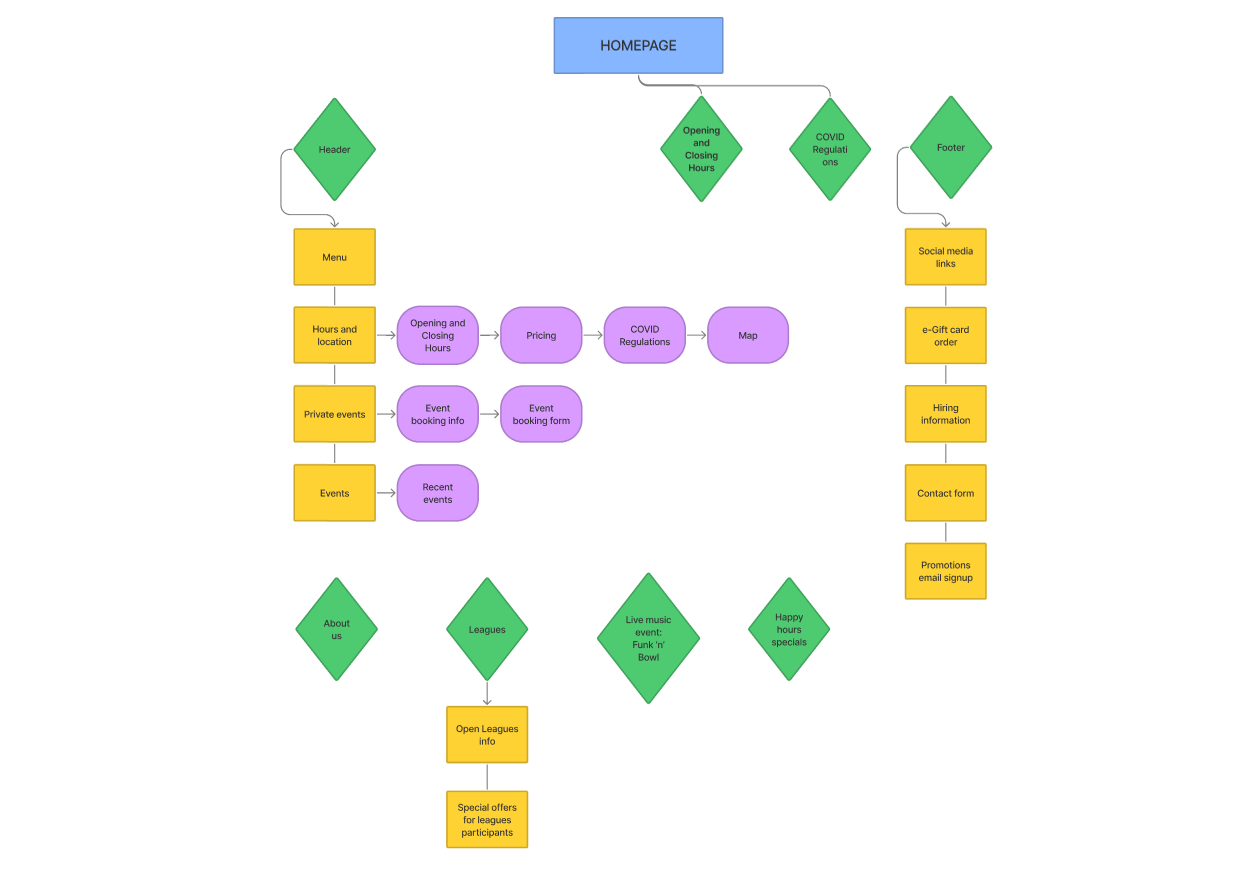 HOMEPAGE
Header
Opening
and
Closing
Hours
COVID
Regulati
ons
Footer
Menu
Social media
links
Hours and
location
Opening and
Closing
Hours
Pricing
COVID
Regulations
Map
e-Gift card
order
Private events
Event
booking info
Event
booking form
Hiring
information
Events
Recent
events
Contact form
Promotions
email signup
About
us
Leagues
Live music
event:
Funk 'n'
Bowl
Happy
hours
specials
Open Leagues
info
Special offers
for leagues
participants